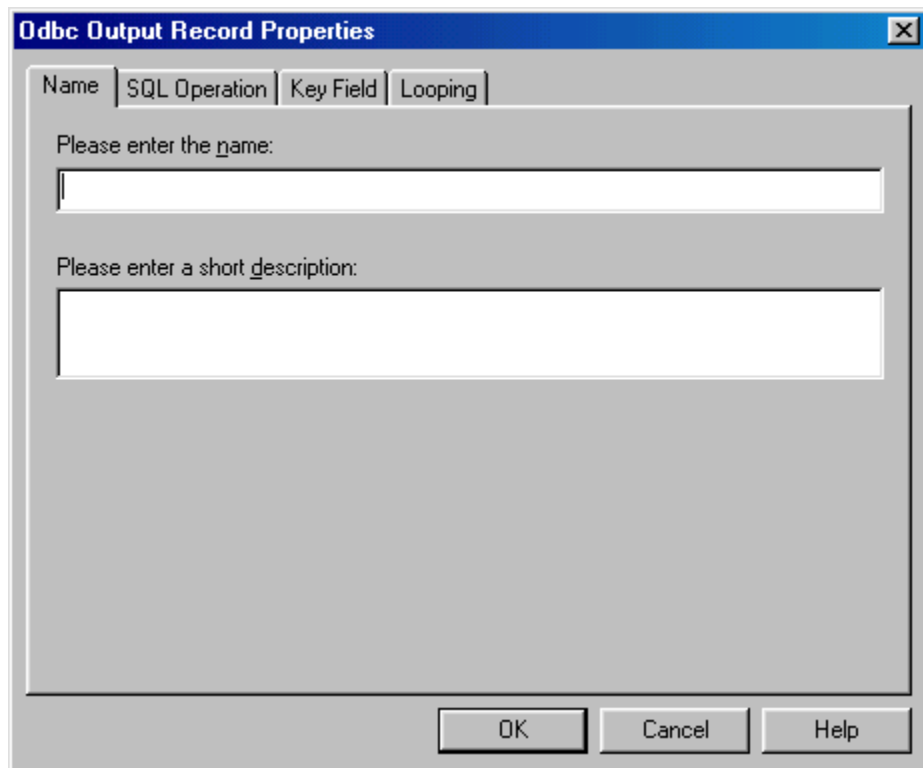 Odbc Output Record Properties
Name SQL Operation Key Field Looping
Please enter the name:
Please enter a short description:
OK Cancel Help